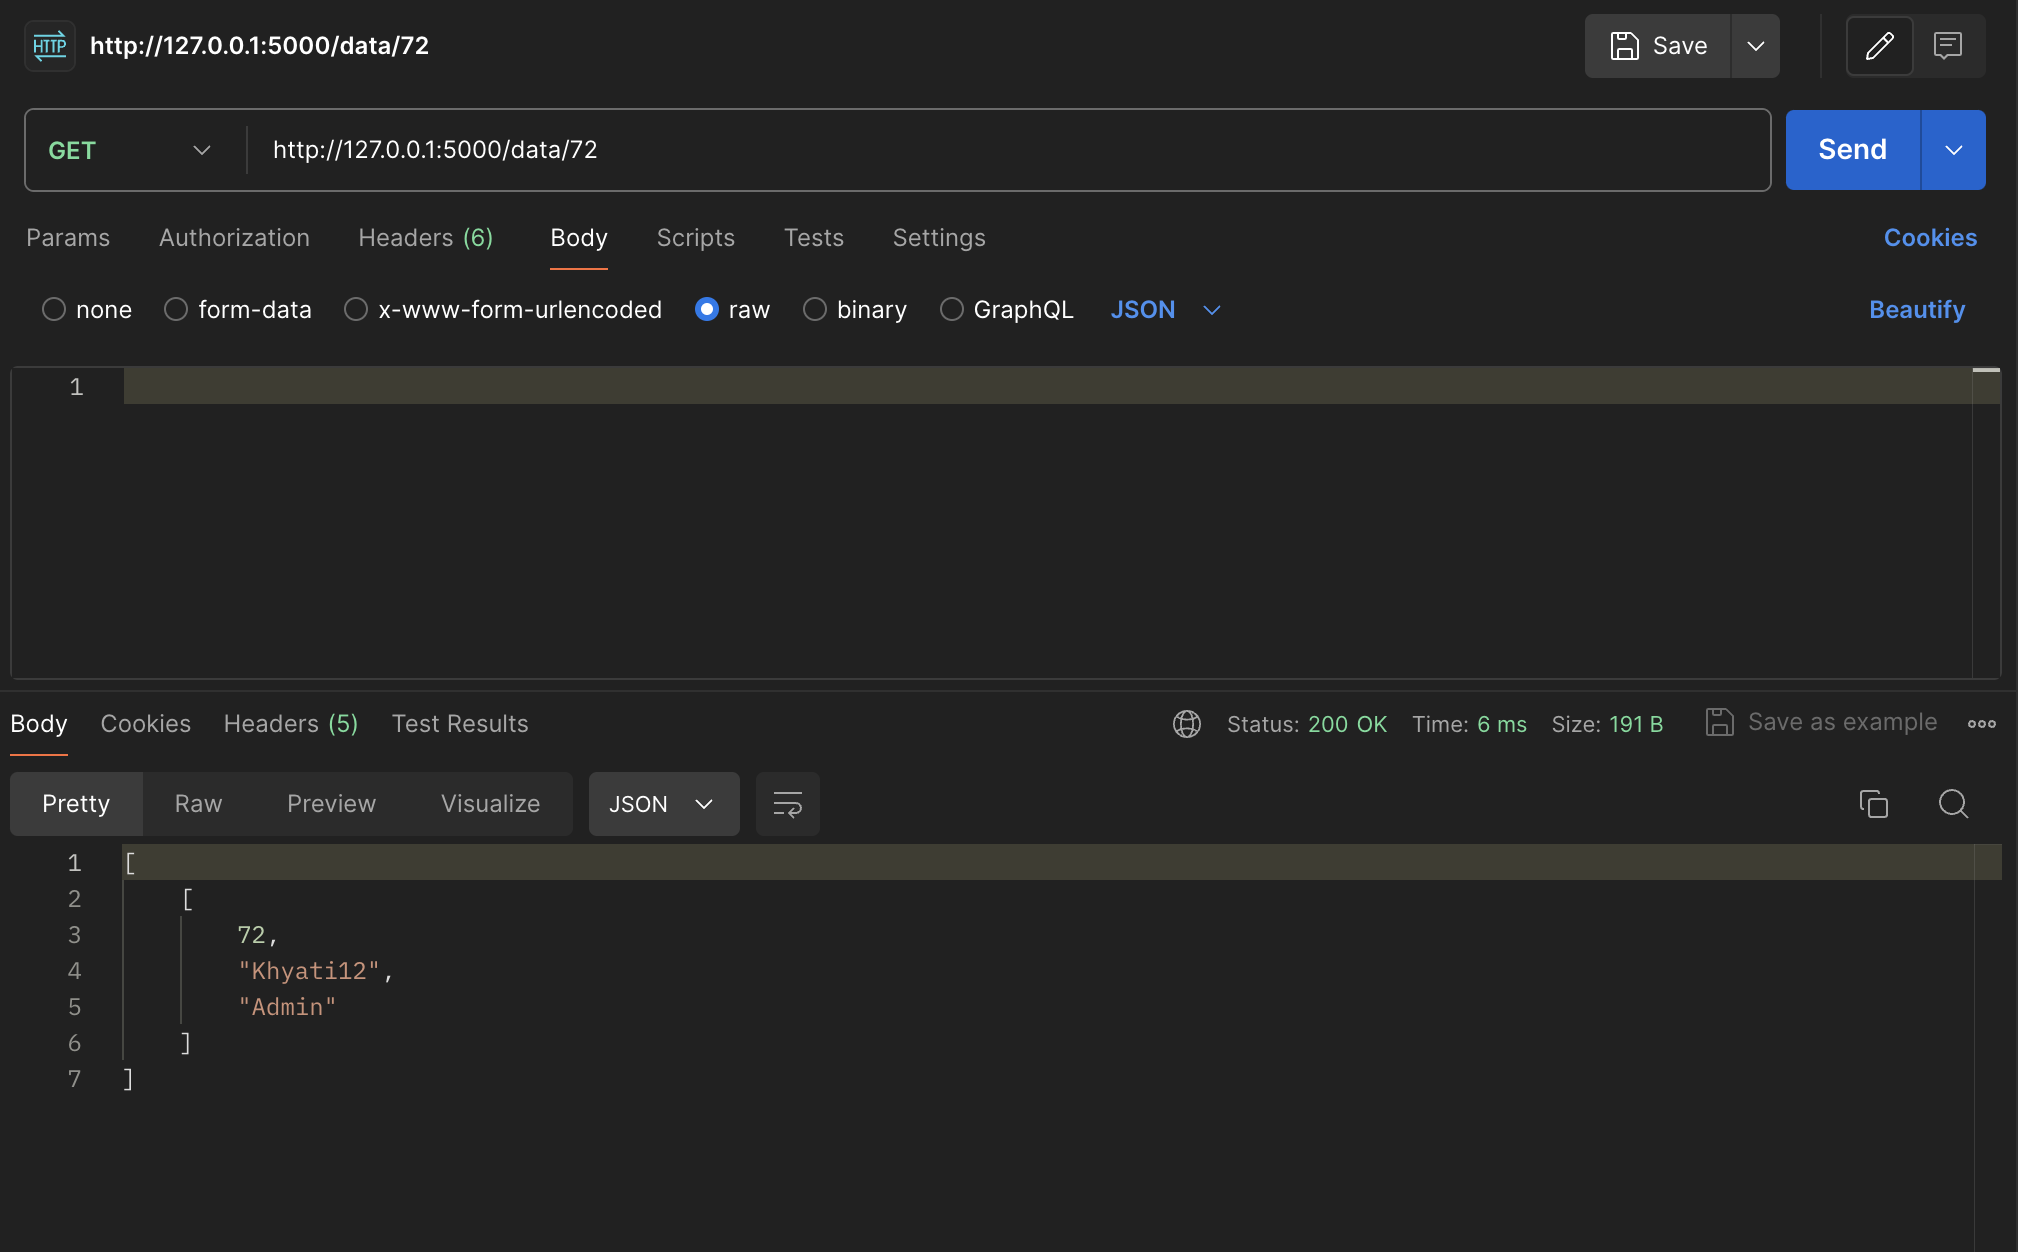 HTTP http://127.0.0.1:5000/data/72 Save
GET http://127.0.0.1:5000/data/72 Send
Params Authorization Headers (6) Body Scripts Tests Settings Cookies
none form-data x-www-form-urlencoded raw binary GraphQL JSON Beautify
1
Body Cookies Headers (5) Test Results Status: 200 OK Time: 6 ms Size: 191 B Save as example
Pretty Raw Preview Visualize JSON
1 [
2 [
3 72,
4 "Khyati12",
5 "Admin"
6 ]
7 ]